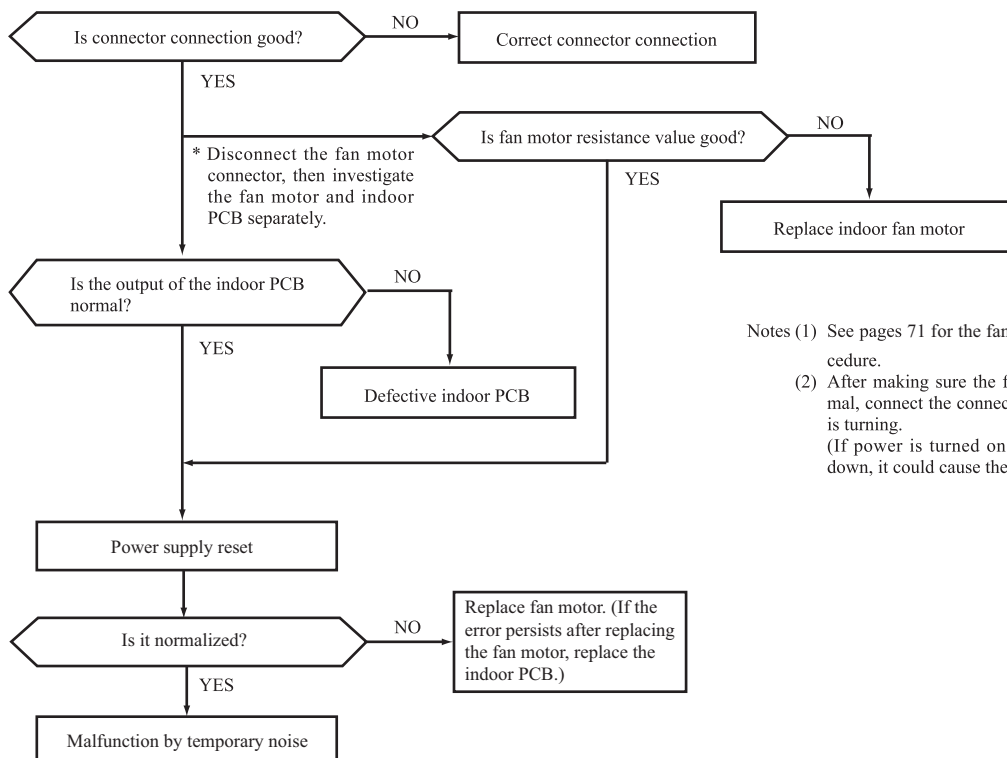 Is connector connection good?
NO
Correct connector connection
YES
Is fan motor resistance value good?
NO
* Disconnect the fan motor
connector, then investigate
the fan motor and indoor
PCB separately.
YES
Replace indoor fan motor
Is the output of the indoor PCB
normal?
NO
YES
Defective indoor PCB
Notes (1) See pages 71 for the fan
cedure.
(2) After making sure the
mal, connect the connec
is turning.
(If power is turned on
down, it could cause the
Power supply reset
Is it normalized?
NO
Replace fan motor. (If the
error persists after replacing
the fan motor, replace the
indoor PCB.)
YES
Malfunction by temporary noise